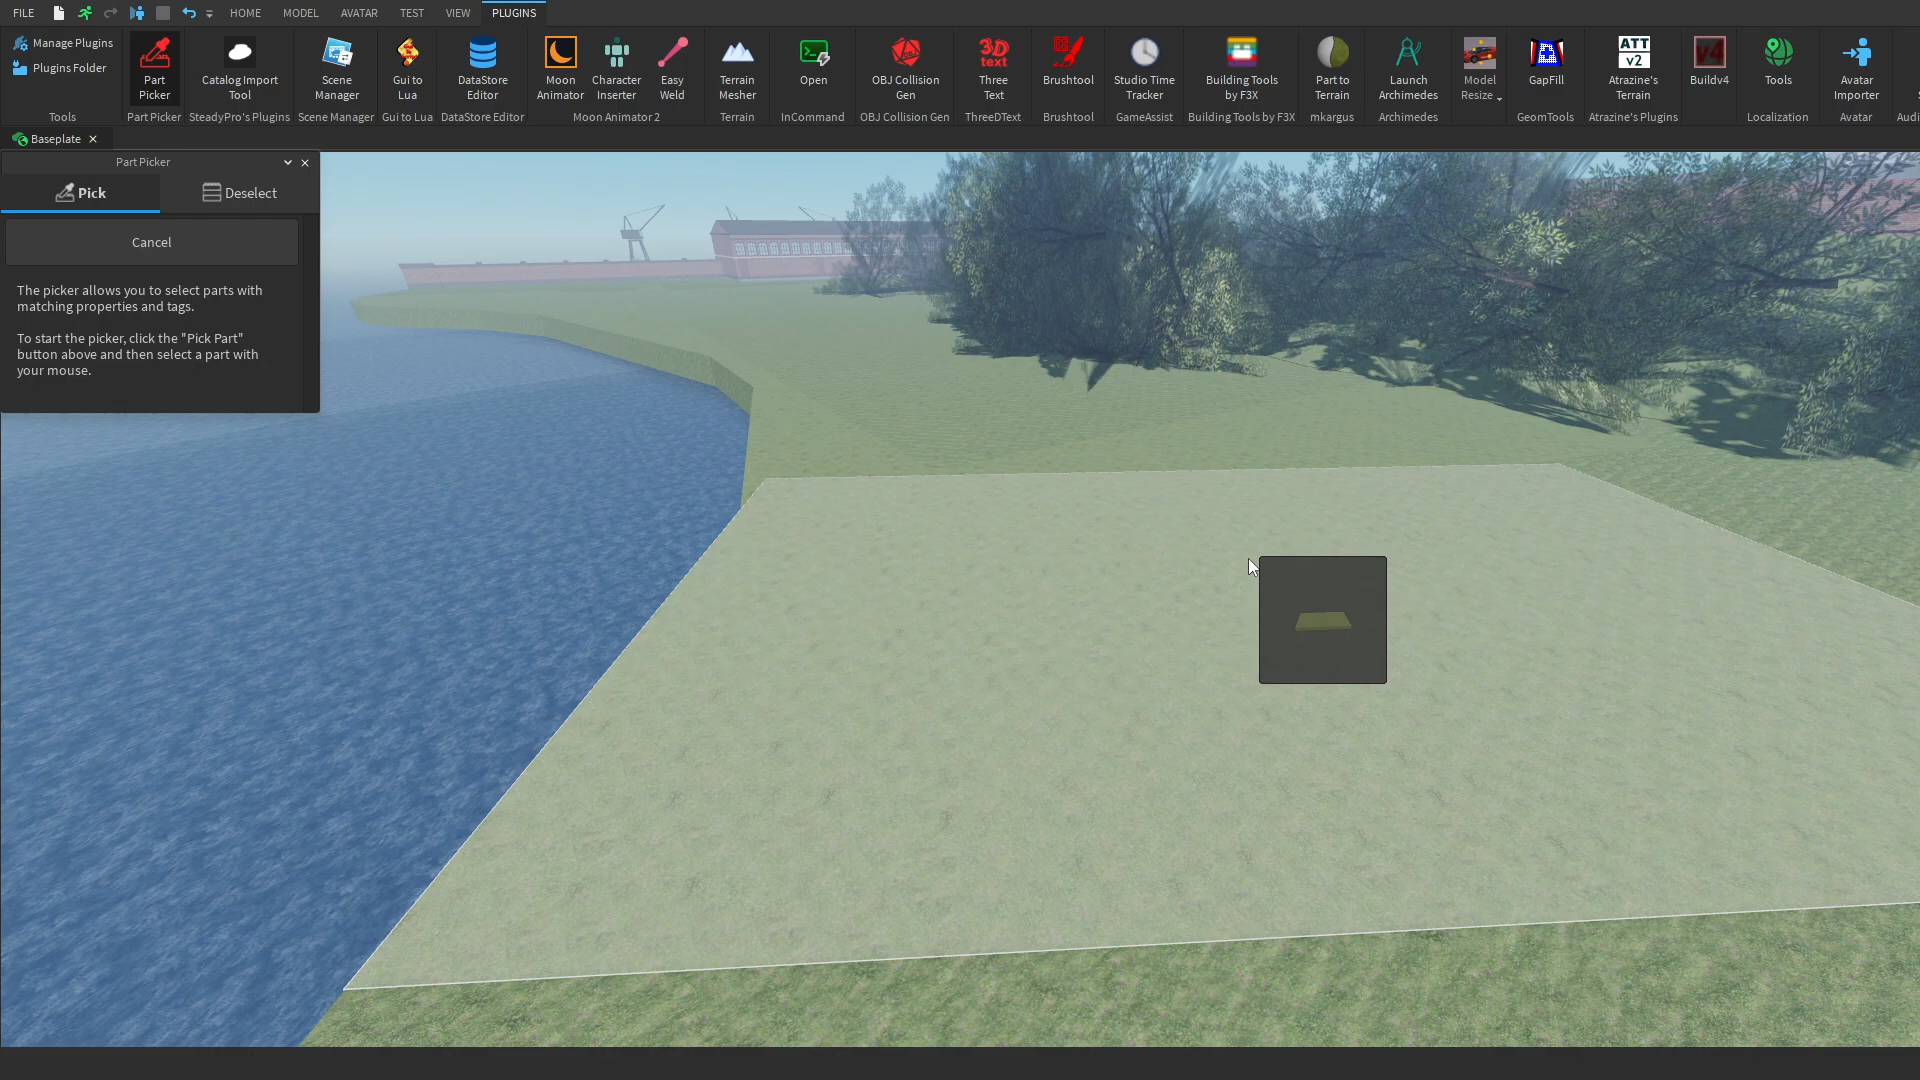 FILE HOME MODEL AVATAR TEST VIEW PLUGINS
Manage Plugins
Plugins Folder
Tools
Part
Picker
Part Picker
Catalog Import
Tool
SteadyPro's Plugins
Scene
Manager
Scene Manager
Gui to
Lua
Gui to Lua
DataStore
Editor
DataStore Editor
Moon
Animator
Character
Inserter
Easy
Weld
Moon Animator 2
Terrain
Mesher
Terrain
Open
InCommand
OBJ Collision
Gen
OBJ Collision Gen
3D
text
Three
Text
ThreeDText
Brushtool
Brushtool
Studio Time
Tracker
GameAssist
Building Tools
by F3X
Building Tools by F3X
Part to
Terrain
mkargus
Launch
Archimedes
Archimedes
Model
Resize
GapFill
GeomTools
ATT
v2
Atrazine's
Terrain
Atrazine's Plugins
v4
Buildv4
Tools
Localization
Avatar
Importer
Avatar
Audi
Baseplate
Part Picker
Pick Deselect
Cancel
The picker allows you to select parts with
matching properties and tags.
To start the picker, click the "Pick Part"
button above and then select a part with
your mouse.